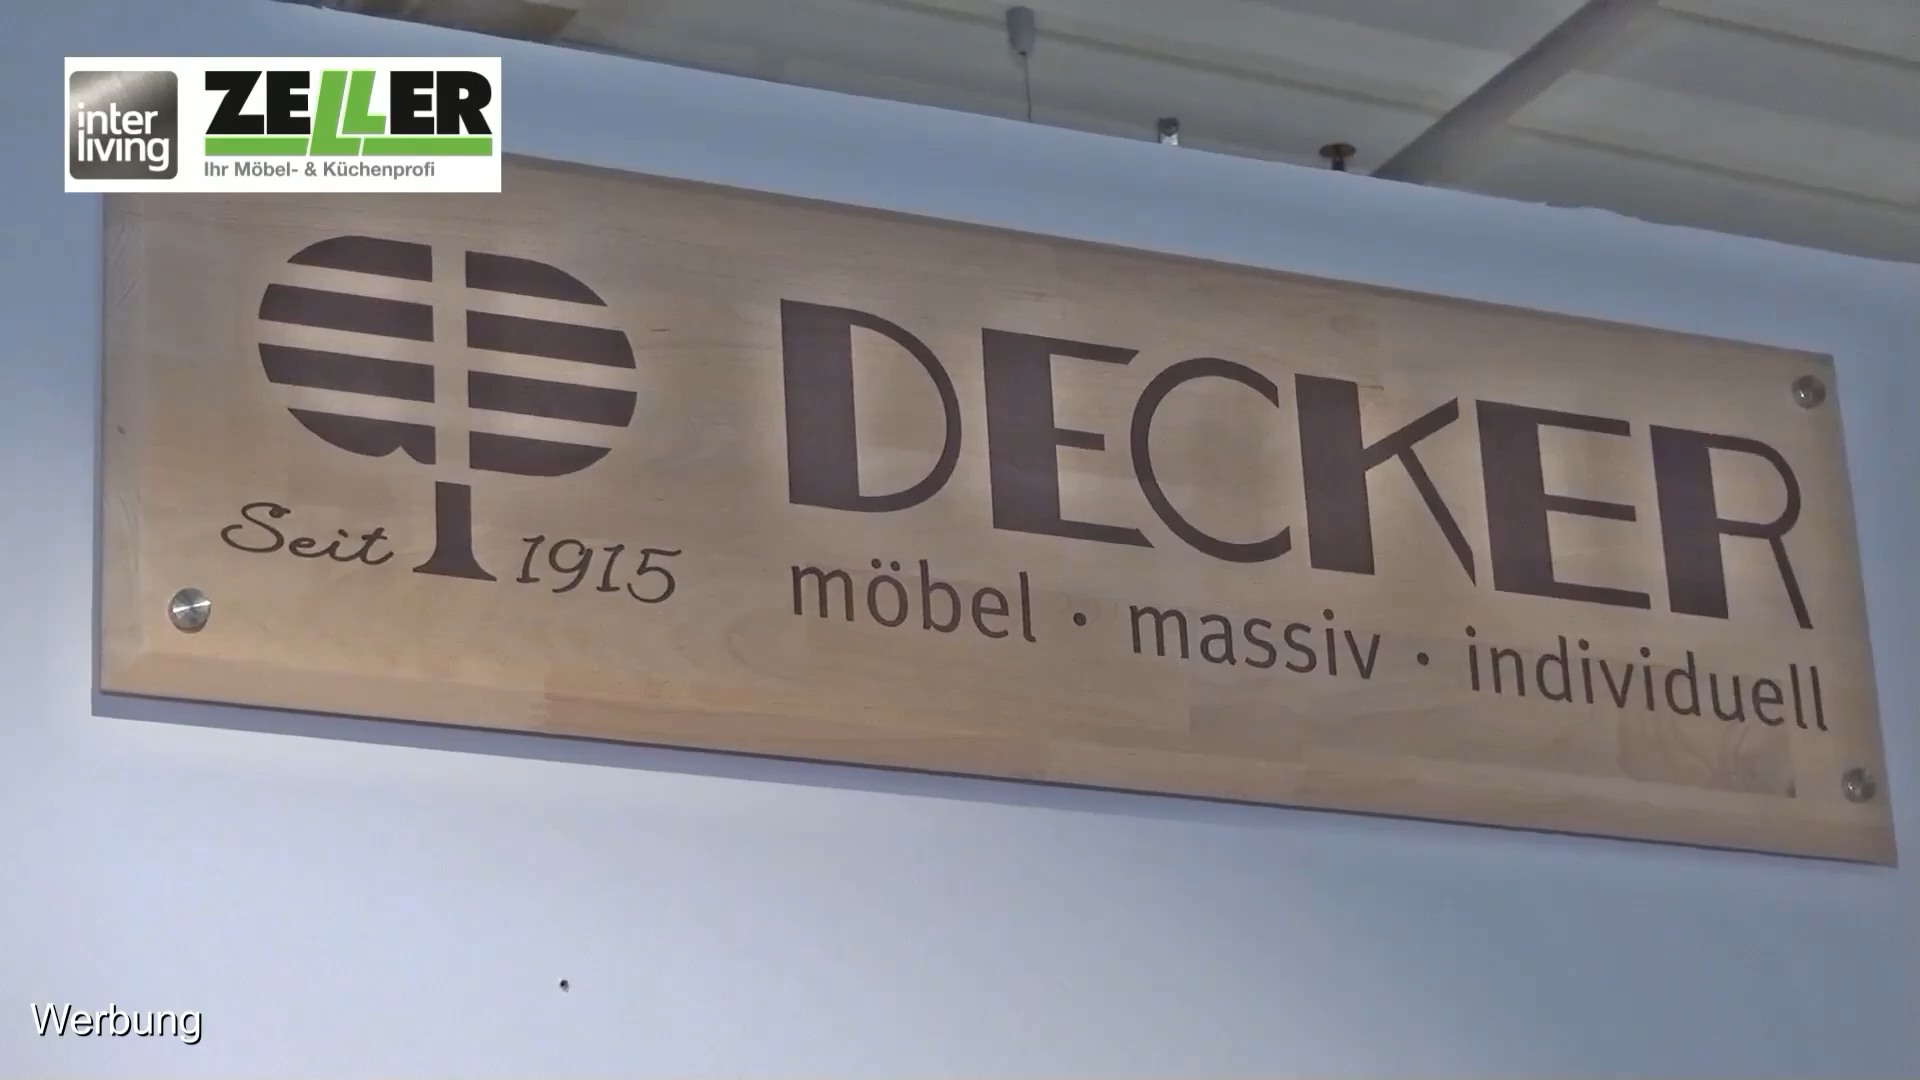 inter
living
ZELLER
Ihr Möbel- & Küchenprofi
DECKER
Seit 1915
möbel · massiv · individuell
Werbung